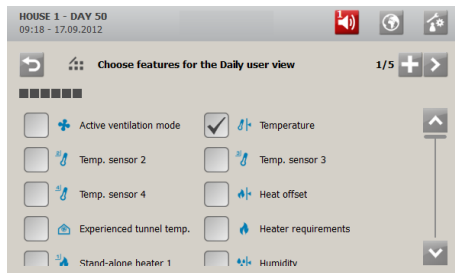 HOUSE 1 - DAY 50
09:18 - 17.09.2012
Choose features for the Daily user view 1/5
Active ventilation mode Temperature
Temp. sensor 2 Temp. sensor 3
Temp. sensor 4 Heat offset
Experienced tunnel temp. Heater requirements
Stand-alone heater 1 Humidity